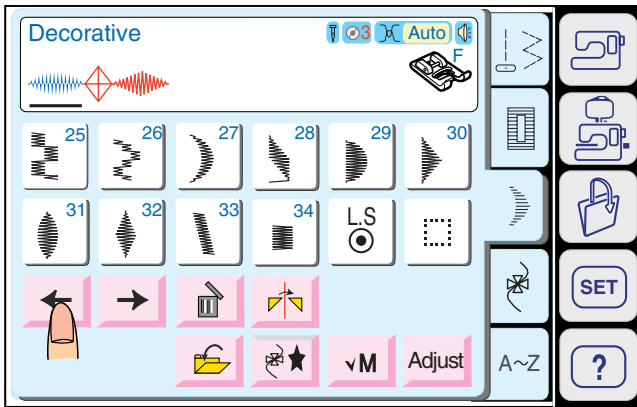 Decorative
3
Auto
F
25 26 27 28 29 30
31 32 33 34 L.S
SET
M Adjust A~Z ?